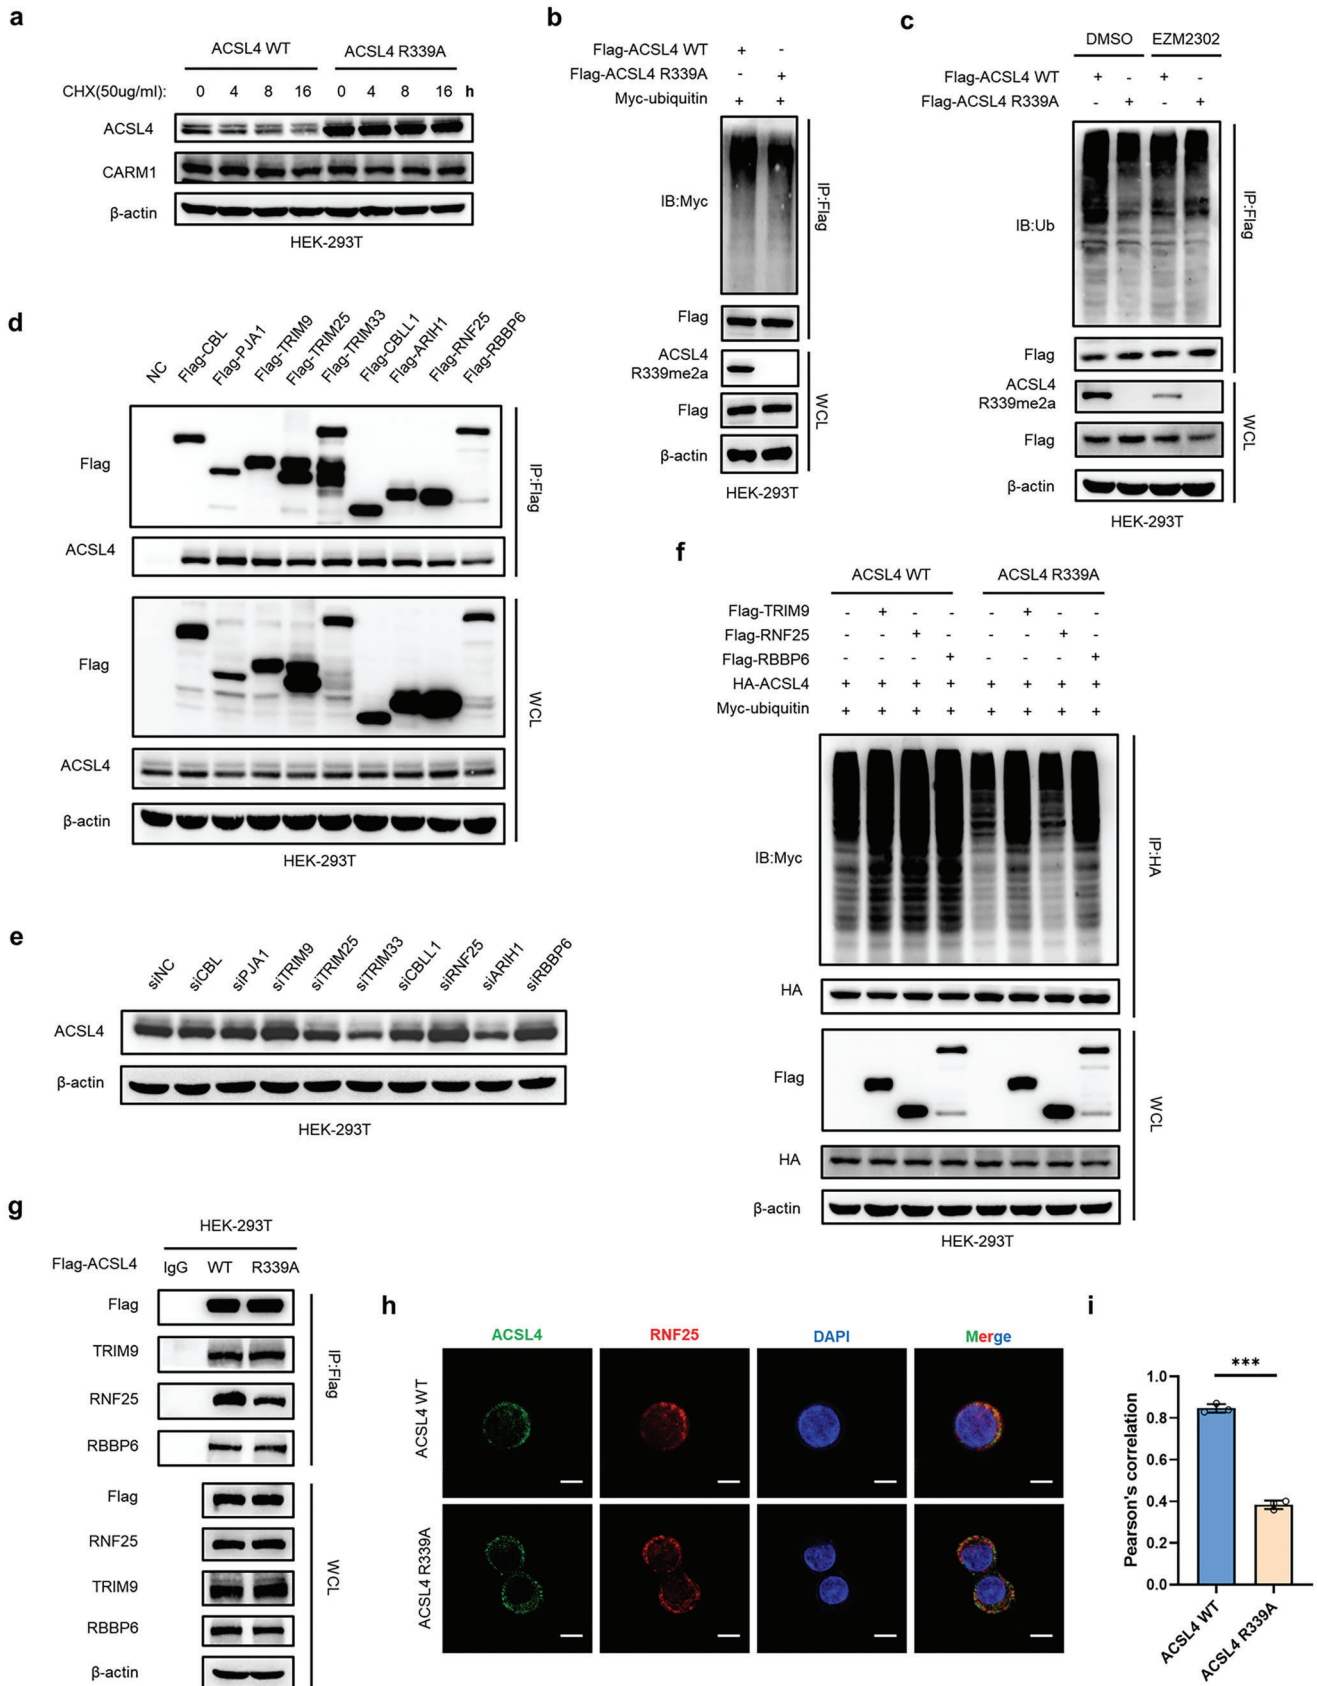 a
ACSL4 WT
ACSL4 R339A
CHX(50ug/ml):
0 4 8 16 0 4 8 16 h
ACSL4
CARM1
β-actin
HEK-293T
b
Flag-ACSL4 WT + -
Flag-ACSL4 R339A - +
Myc-ubiquitin + +
IB:Myc
IP:Flag
Flag
ACSL4
R339me2a
Flag
WCL
β-actin
HEK-293T
c
DMSO EZM2302
Flag-ACSL4 WT + - + -
Flag-ACSL4 R339A - + - +
IB:Ub
IP:Flag
Flag
ACSL4
R339me2a
Flag
WCL
β-actin
HEK-293T
d
NC
Flag-CBL
Flag-PJA1
Flag-TRIM9
Flag-TRIM25
Flag-TRIM33
Flag-CBLL1
Flag-ARIH1
Flag-RNF25
Flag-RBBP6
Flag
IP:Flag
ACSL4
Flag
WCL
ACSL4
β-actin
HEK-293T
e
siNC
siCBL
siPJA1
siTRIM9
siTRIM25
siTRIM33
siCBLL1
siRNF25
siARIH1
siRBBP6
ACSL4
β-actin
HEK-293T
f
ACSL4 WT
ACSL4 R339A
Flag-TRIM9 - + - - - + - -
Flag-RNF25 - - + - - - + -
Flag-RBBP6 - - - + - - - +
HA-ACSL4 + + + + + + + +
Myc-ubiquitin + + + + + + + +
IB:Myc
IP:HA
HA
Flag
WCL
HA
β-actin
HEK-293T
g
HEK-293T
Flag-ACSL4 IgG WT R339A
Flag
TRIM9
IP:Flag
RNF25
RBBP6
Flag
RNF25
WCL
TRIM9
RBBP6
β-actin
h
ACSL4 RNF25 DAPI Merge
ACSL4 WT
ACSL4 R339A
i
***
Pearson's correlation
1.0
0.8
0.6
0.4
0.2
0.0
ACSL4 WT
ACSL4 R339A